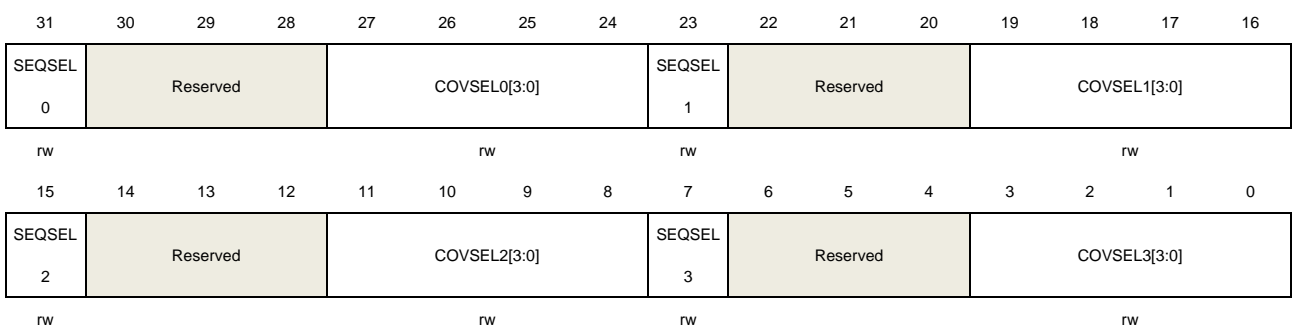 31 30 29 28 27 26 25 24 23 22 21 20 19 18 17 16
SEQSEL 0 Reserved COVSEL0[3:0] SEQSEL 1 Reserved COVSEL1[3:0]
rw rw rw rw
15 14 13 12 11 10 9 8 7 6 5 4 3 2 1 0
SEQSEL 2 Reserved COVSEL2[3:0] SEQSEL 3 Reserved COVSEL3[3:0]
rw rw rw rw